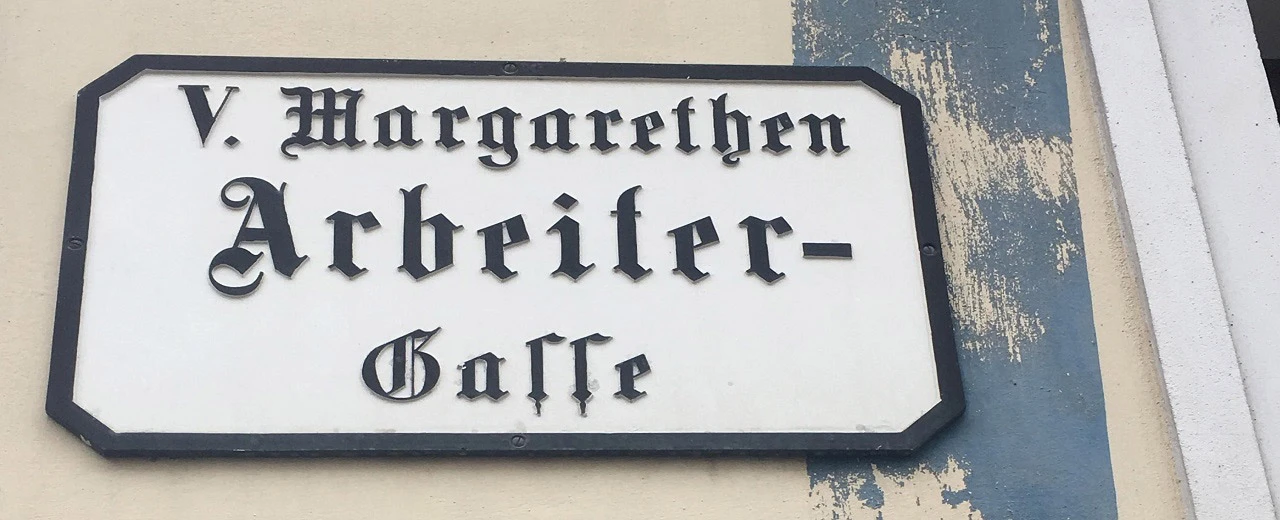 V. Margarethen
Arbeiter-
Gaſſe